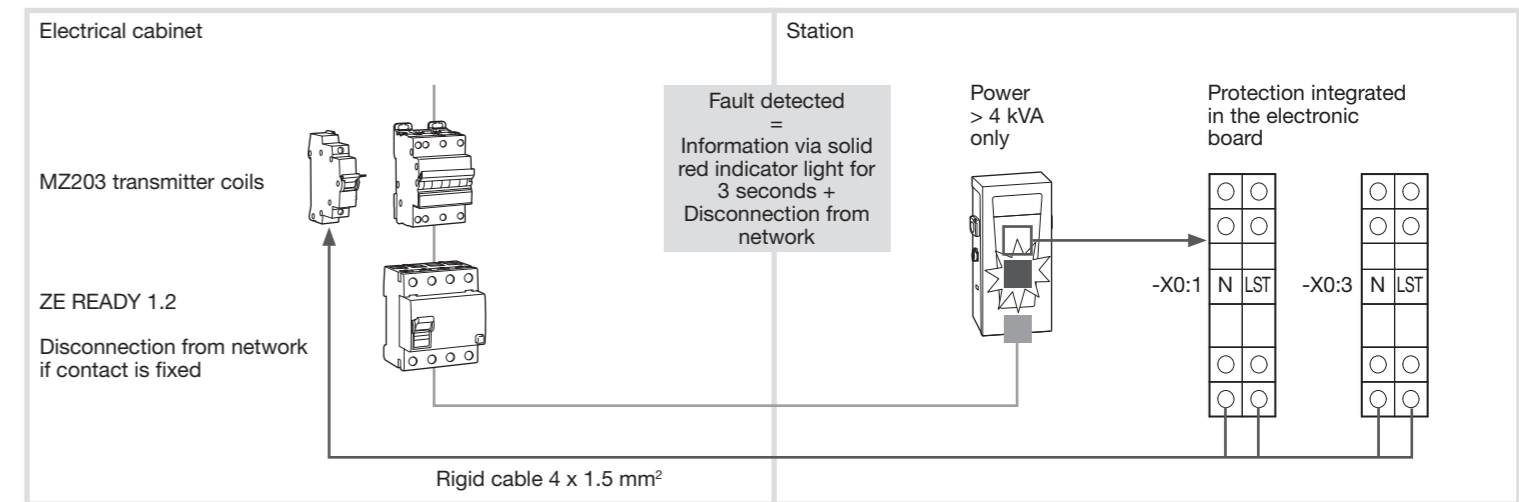 Electrical cabinet
Station
MZ203 transmitter coils
ZE READY 1.2
Disconnection from network
if contact is fixed
Fault detected
=
Information via solid
red indicator light for
3 seconds +
Disconnection from
network
Power
> 4 kVA
only
Protection integrated
in the electronic
board
-X0:1 N LST
-X0:3 N LST
Rigid cable 4 x 1.5 mm²